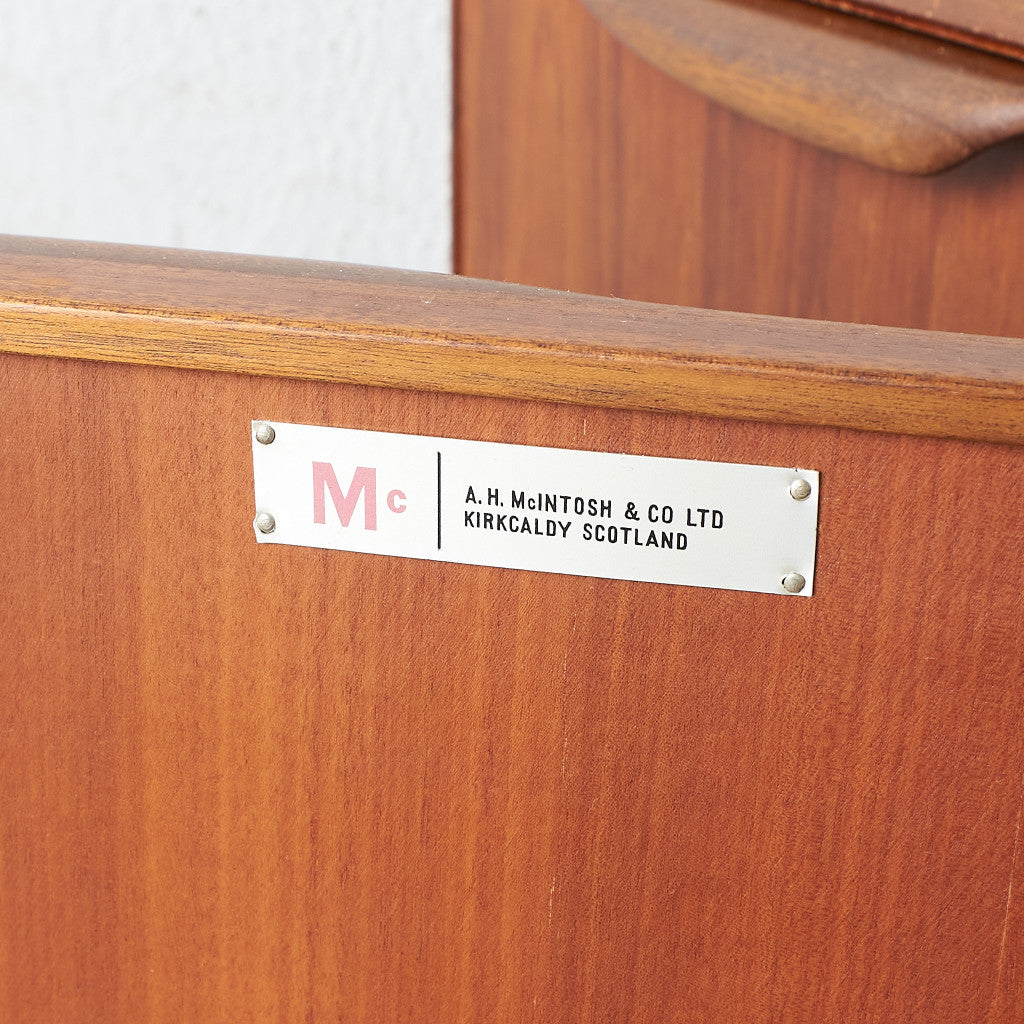 Mc
A.H. McINTOSH & CO LTD
KIRKCALDY SCOTLAND